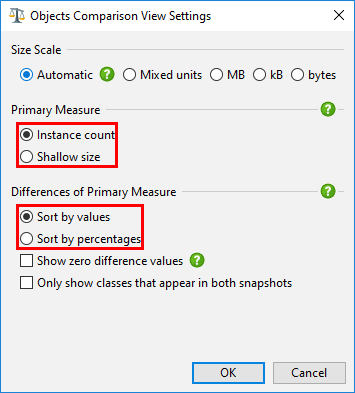 Objects Comparison View Settings
Size Scale
Automatic ? Mixed units MB kB bytes
Primary Measure ?
Instance count
Shallow size
Differences of Primary Measure ?
Sort by values
Sort by percentages
Show zero difference values ?
Only show classes that appear in both snapshots
OK Cancel